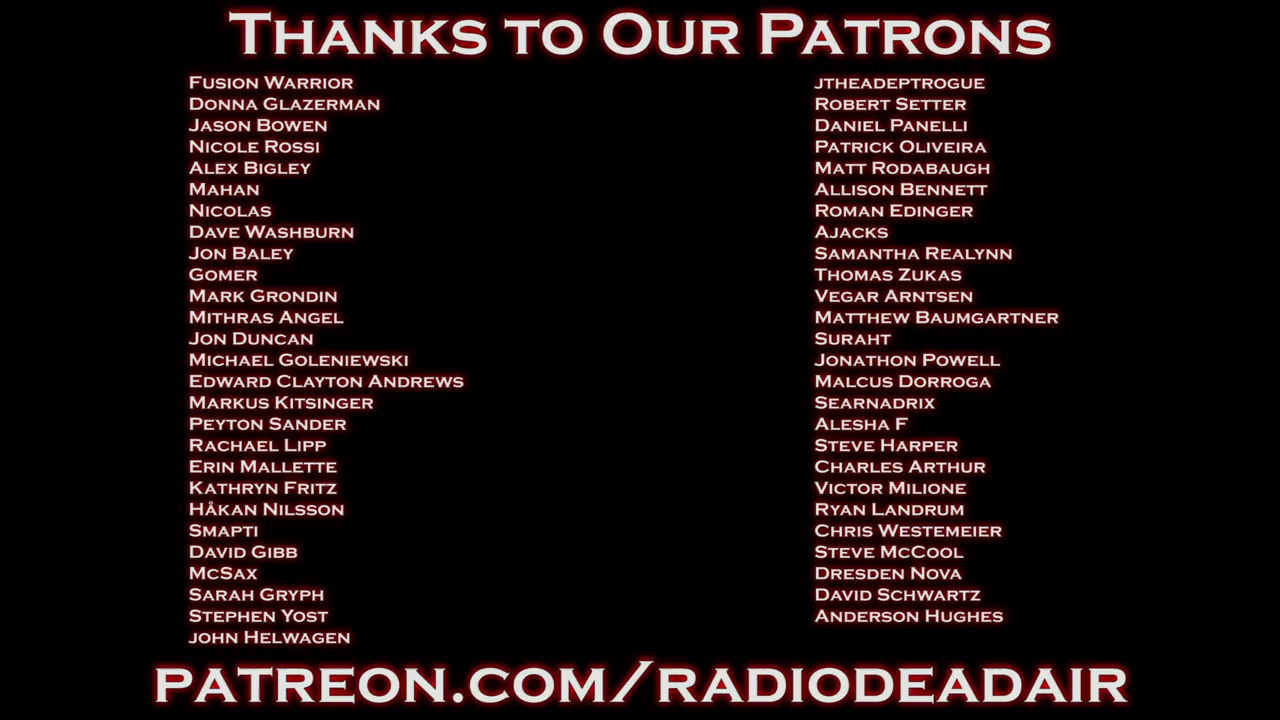 Thanks to Our Patrons
Fusion Warrior
Donna Glazerman
Jason Bowen
Nicole Rossi
Alex Bigley
Mahan
Nicolas
Dave Washburn
Jon Baley
Gomer
Mark Grondin
Mithras Angel
Jon Duncan
Michael Goleniewski
Edward Clayton Andrews
Markus Kitsinger
Peyton Sander
Rachael Lipp
Erin Mallette
Kathryn Fritz
Håkan Nilsson
Smapti
David Gibb
McSax
Sarah Gryph
Stephen Yost
john Helwagen
jtheadeptrogue
Robert Setter
Daniel Panelli
Patrick Oliveira
Matt Rodabaugh
Allison Bennett
Roman Edinger
Ajacks
Samantha Realynn
Thomas Zukas
Vegar Arntsen
Matthew Baumgartner
Suraht
Jonathon Powell
Malcus Dorroga
Searnadrix
Alesha F
Steve Harper
Charles Arthur
Victor Milione
Ryan Landrum
Chris Westemeier
Steve McCool
Dresden Nova
David Schwartz
Anderson Hughes
patreon.com/radiodeadair